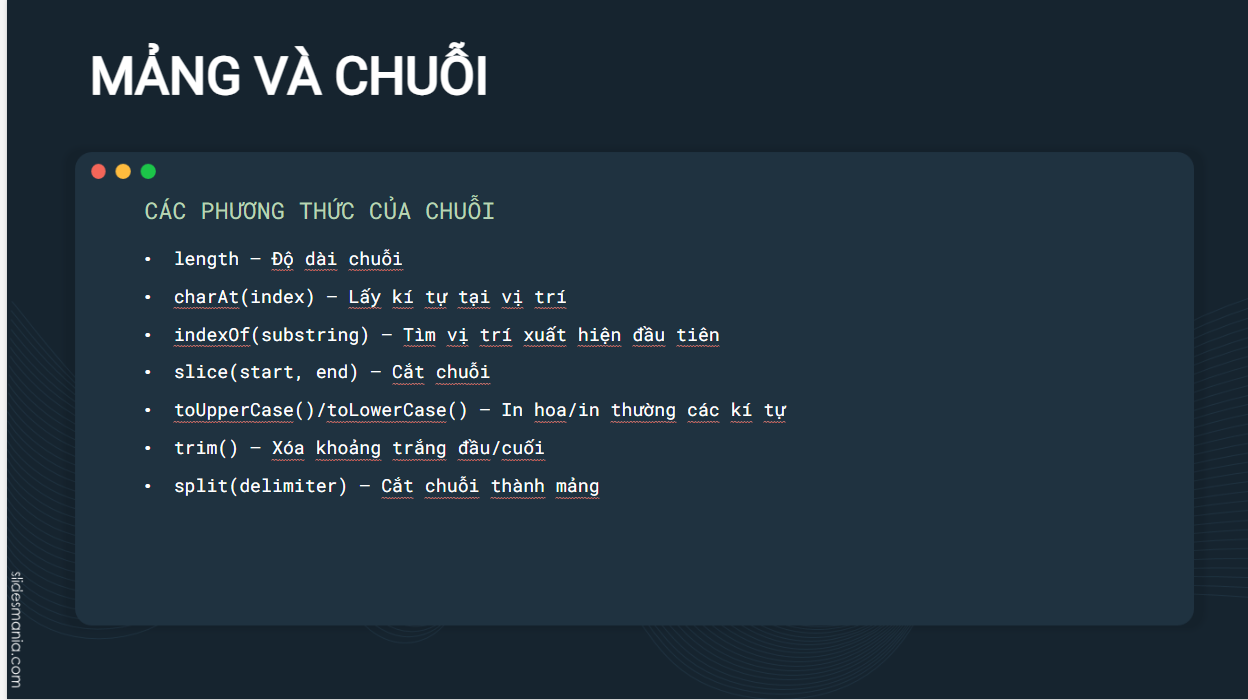 MẢNG VÀ CHUỖI
CÁC PHƯƠNG THỨC CỦA CHUỖI
• length – Độ dài chuỗi
• charAt(index) – Lấy kí tự tại vị trí
• indexOf(substring) – Tìm vị trí xuất hiện đầu tiên
• slice(start, end) – Cắt chuỗi
• toUpperCase()/toLowerCase() – In hoa/in thường các kí tự
• trim() – Xóa khoảng trắng đầu/cuối
• split(delimiter) – Cắt chuỗi thành mảng
slidesmania.com